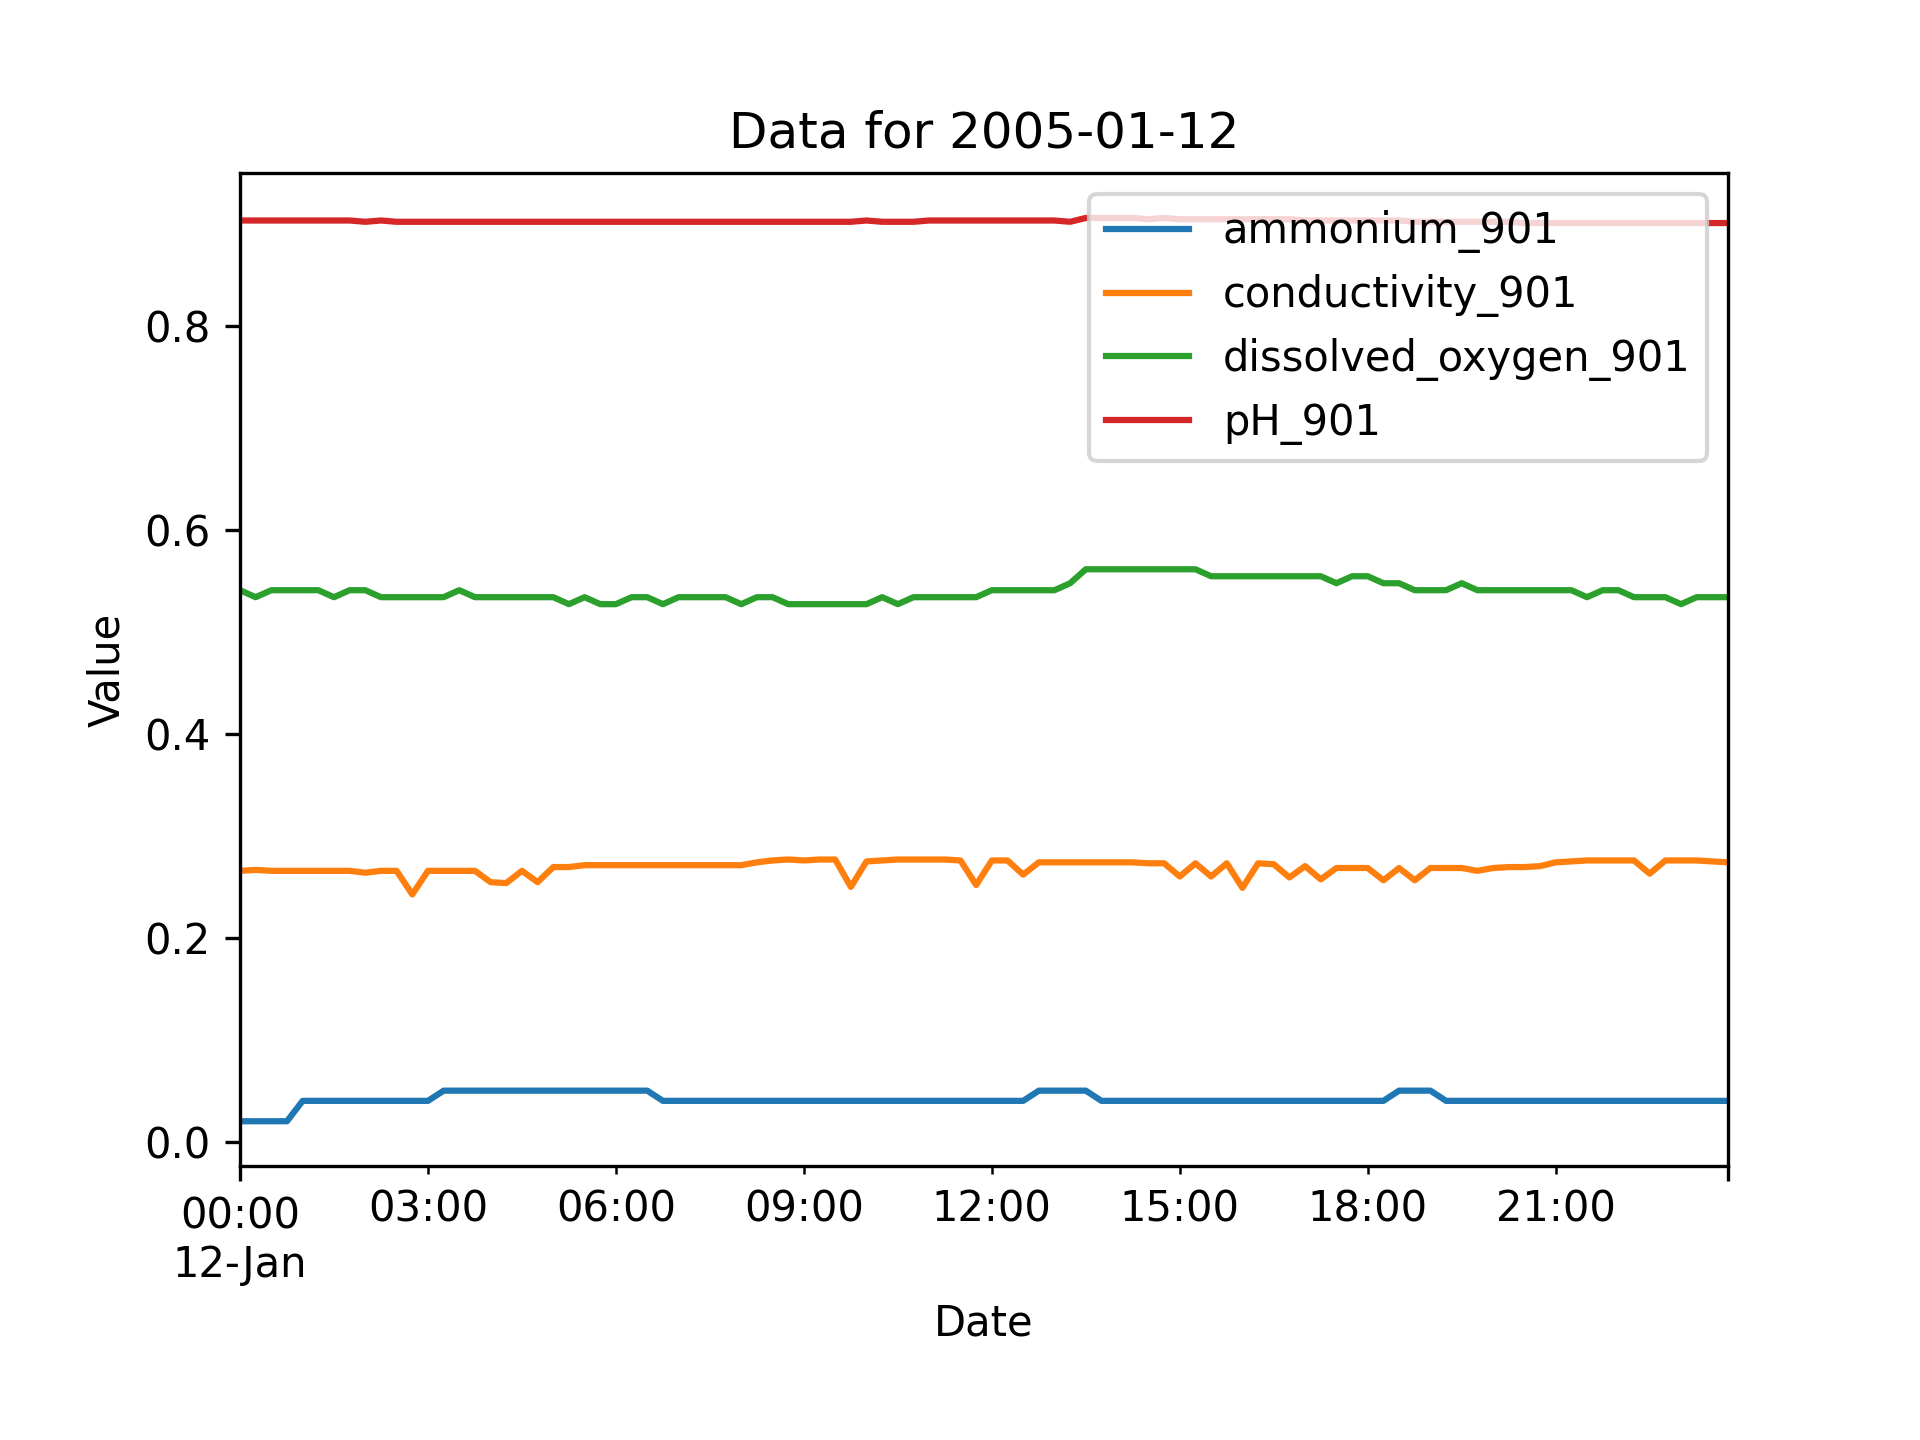 Data for 2005-01-12
ammonium_901
conductivity_901
dissolved_oxygen_901
pH_901
0.8
0.6
0.4
0.2
0.0
Value
00:00 03:00 06:00 09:00 12:00 15:00 18:00 21:00
12-Jan
Date